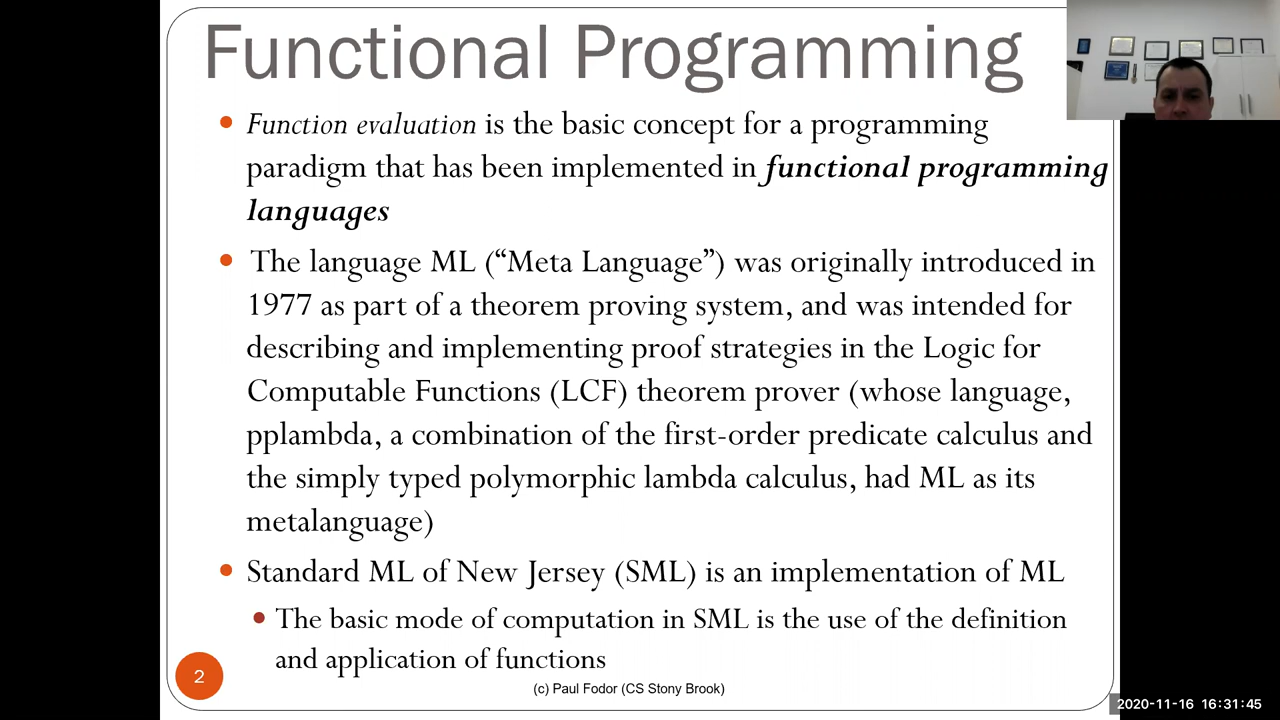 Functional Programming
Function evaluation is the basic concept for a programming
paradigm that has been implemented in functional programming
languages
The language ML (“Meta Language”) was originally introduced in
1977 as part of a theorem proving system, and was intended for
describing and implementing proof strategies in the Logic for
Computable Functions (LCF) theorem prover (whose language,
pplambda, a combination of the first-order predicate calculus and
the simply typed polymorphic lambda calculus, had ML as its
metalanguage)
Standard ML of New Jersey (SML) is an implementation of ML
The basic mode of computation in SML is the use of the definition
and application of functions
2
(c) Paul Fodor (CS Stony Brook)
2020-11-16 16:31:45